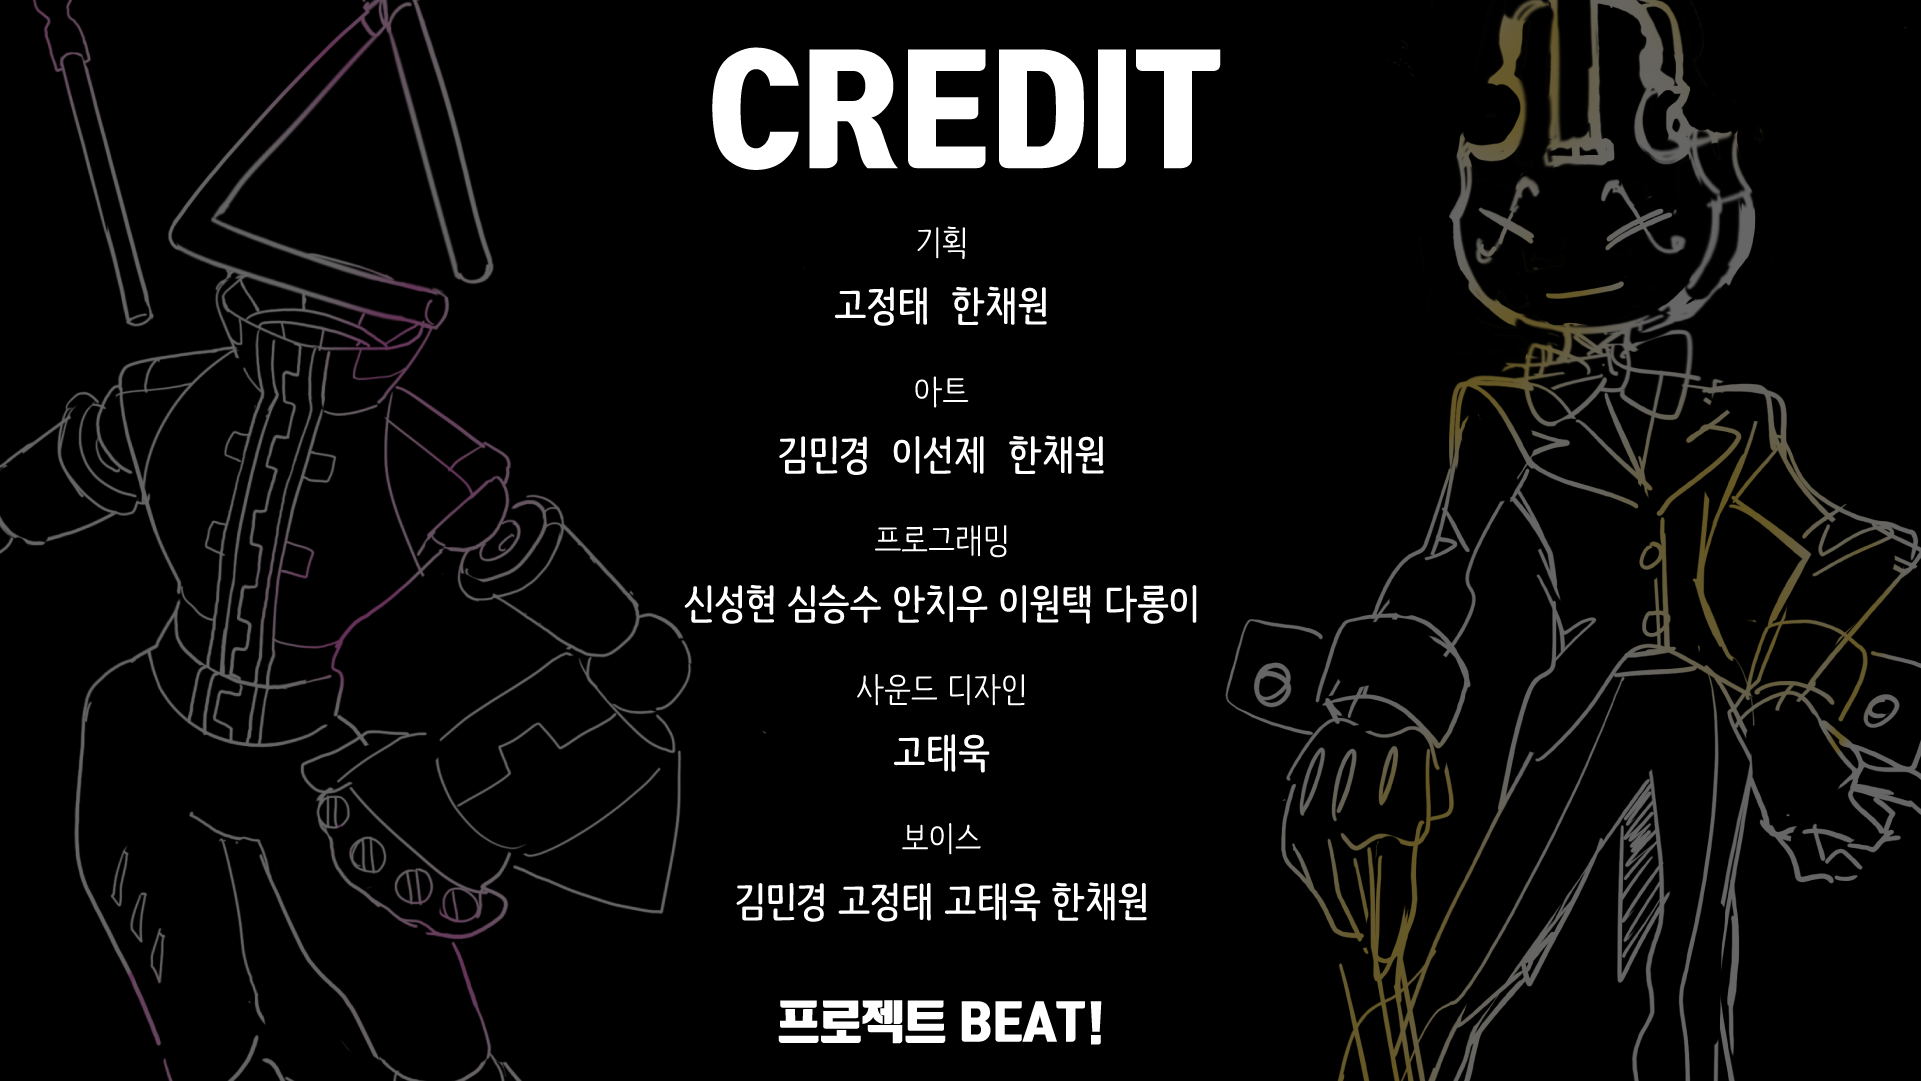 CREDIT
기획
고정태 한채원
아트
김민경 이선제 한채원
프로그래밍
신성현 심승수 안치우 이원택 다롱이
사운드 디자인
고태욱
보이스
김민경 고정태 고태욱 한채원
프로젝트 BEAT!